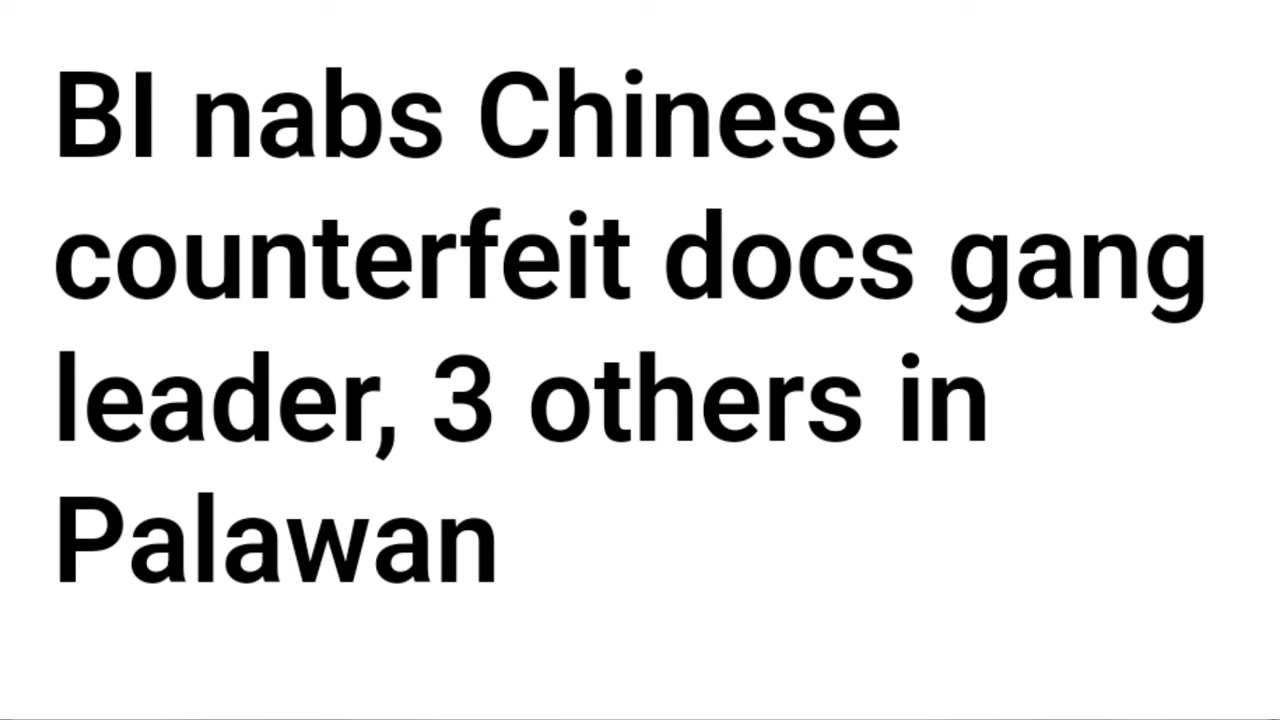 BI nabs Chinese
counterfeit docs gang
leader, 3 others in
Palawan